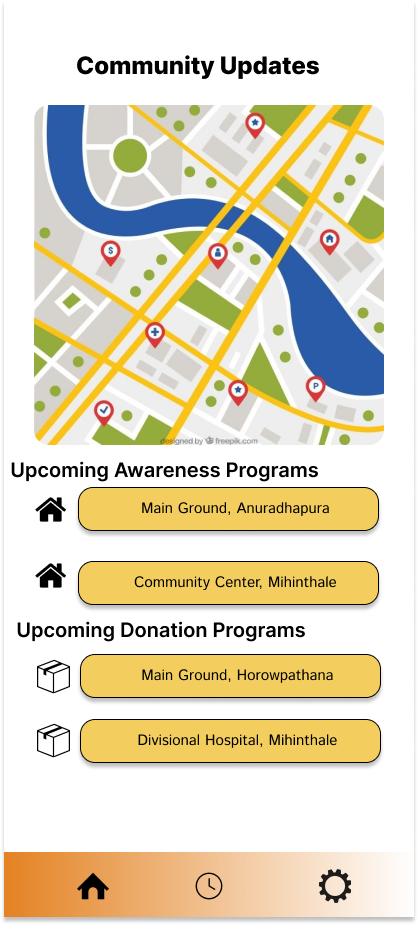 Community Updates
$
P
designed by freepik.com
Upcoming Awareness Programs
Main Ground, Anuradhapura
Community Center, Mihinthale
Upcoming Donation Programs
Main Ground, Horowpathana
Divisional Hospital, Mihinthale